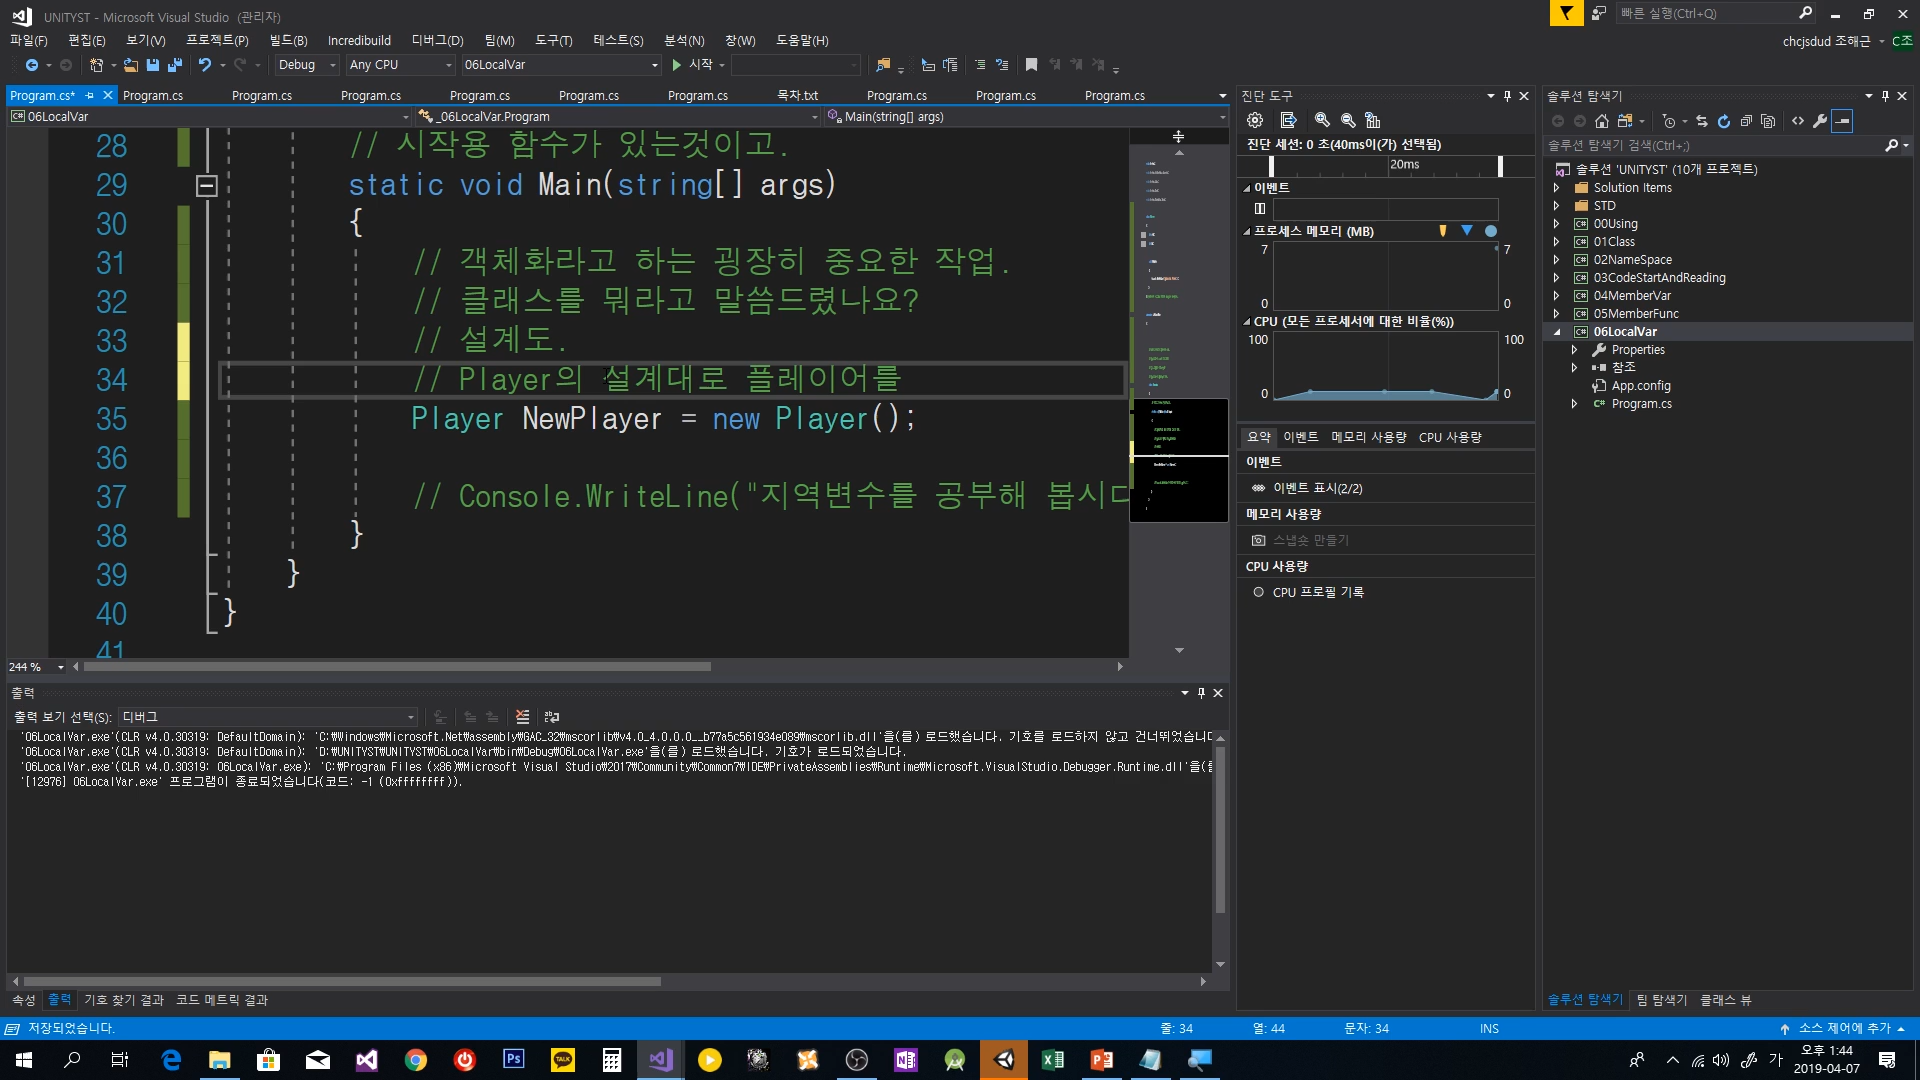 UNITYST - Microsoft Visual Studio (관리자)
빠른 실행(Ctrl+Q)
파일(F) 편집(E) 보기(V) 프로젝트(P) 빌드(B) Incredibuild 디버그(D) 팀(M) 도구(T) 테스트(S) 분석(N) 창(W) 도움말(H)
chcjsdud 조해근
C조
Debug Any CPU 06LocalVar 시작
Program.cs* Program.cs Program.cs Program.cs Program.cs Program.cs Program.cs 목차.txt Program.cs Program.cs Program.cs
06LocalVar _06LocalVar.Program Main(string[] args)
28 // 시작용 함수가 있는것이고.
29 static void Main(string[] args)
30 {
31 // 객체화라고 하는 굉장히 중요한 작업.
32 // 클래스를 뭐라고 말씀드렸나요?
33 // 설계도.
34 // Player의 설계대로 플레이어를
35 Player NewPlayer = new Player();
36
37 // Console.WriteLine("지역변수를 공부해 봅시다
38 }
39 }
40 }
41
244 %
출력
출력 보기 선택(S): 디버그
'06LocalVar.exe'(CLR v4.0.30319: DefaultDomain): 'C:₩Windows₩Microsoft.Net₩assembly₩GAC_32₩mscorlib₩v4.0_4.0.0.0__b77a5c561934e089₩mscorlib.dll'을(를) 로드했습니다. 기호를 로드하지 않고 건너뛰었습니다
'06LocalVar.exe'(CLR v4.0.30319: DefaultDomain): 'D:₩UNITYST₩UNITYST₩06LocalVar₩bin₩Debug₩06LocalVar.exe'을(를) 로드했습니다. 기호가 로드되었습니다.
'06LocalVar.exe'(CLR v4.0.30319: 06LocalVar.exe): 'C:₩Program Files (x86)₩Microsoft Visual Studio₩2017₩Community₩Common7₩IDE₩PrivateAssemblies₩Runtime₩Microsoft.VisualStudio.Debugger.Runtime.dll'을(를
'[12976] 06LocalVar.exe' 프로그램이 종료되었습니다(코드: -1 (0xffffffff)).
속성 출력 기호 찾기 결과 코드 메트릭 결과
진단 도구
진단 세션: 0 초(40ms이(가) 선택됨)
20ms
이벤트
프로세스 메모리 (MB)
7 7
0 0
CPU (모든 프로세서에 대한 비율(%))
100 100
0 0
요약 이벤트 메모리 사용량 CPU 사용량
이벤트
이벤트 표시(2/2)
메모리 사용량
스냅숏 만들기
CPU 사용량
CPU 프로필 기록
솔루션 탐색기
솔루션 탐색기 검색(Ctrl+;)
솔루션 'UNITYST' (10개 프로젝트)
Solution Items
STD
00Using
01Class
02NameSpace
03CodeStartAndReading
04MemberVar
05MemberFunc
06LocalVar
Properties
참조
App.config
Program.cs
솔루션 탐색기 팀 탐색기 클래스 뷰
저장되었습니다.
줄: 34 열: 44 문자: 34 INS 소스 제어에 추가
Ps
TALK
가
오후 1:44
2019-04-07